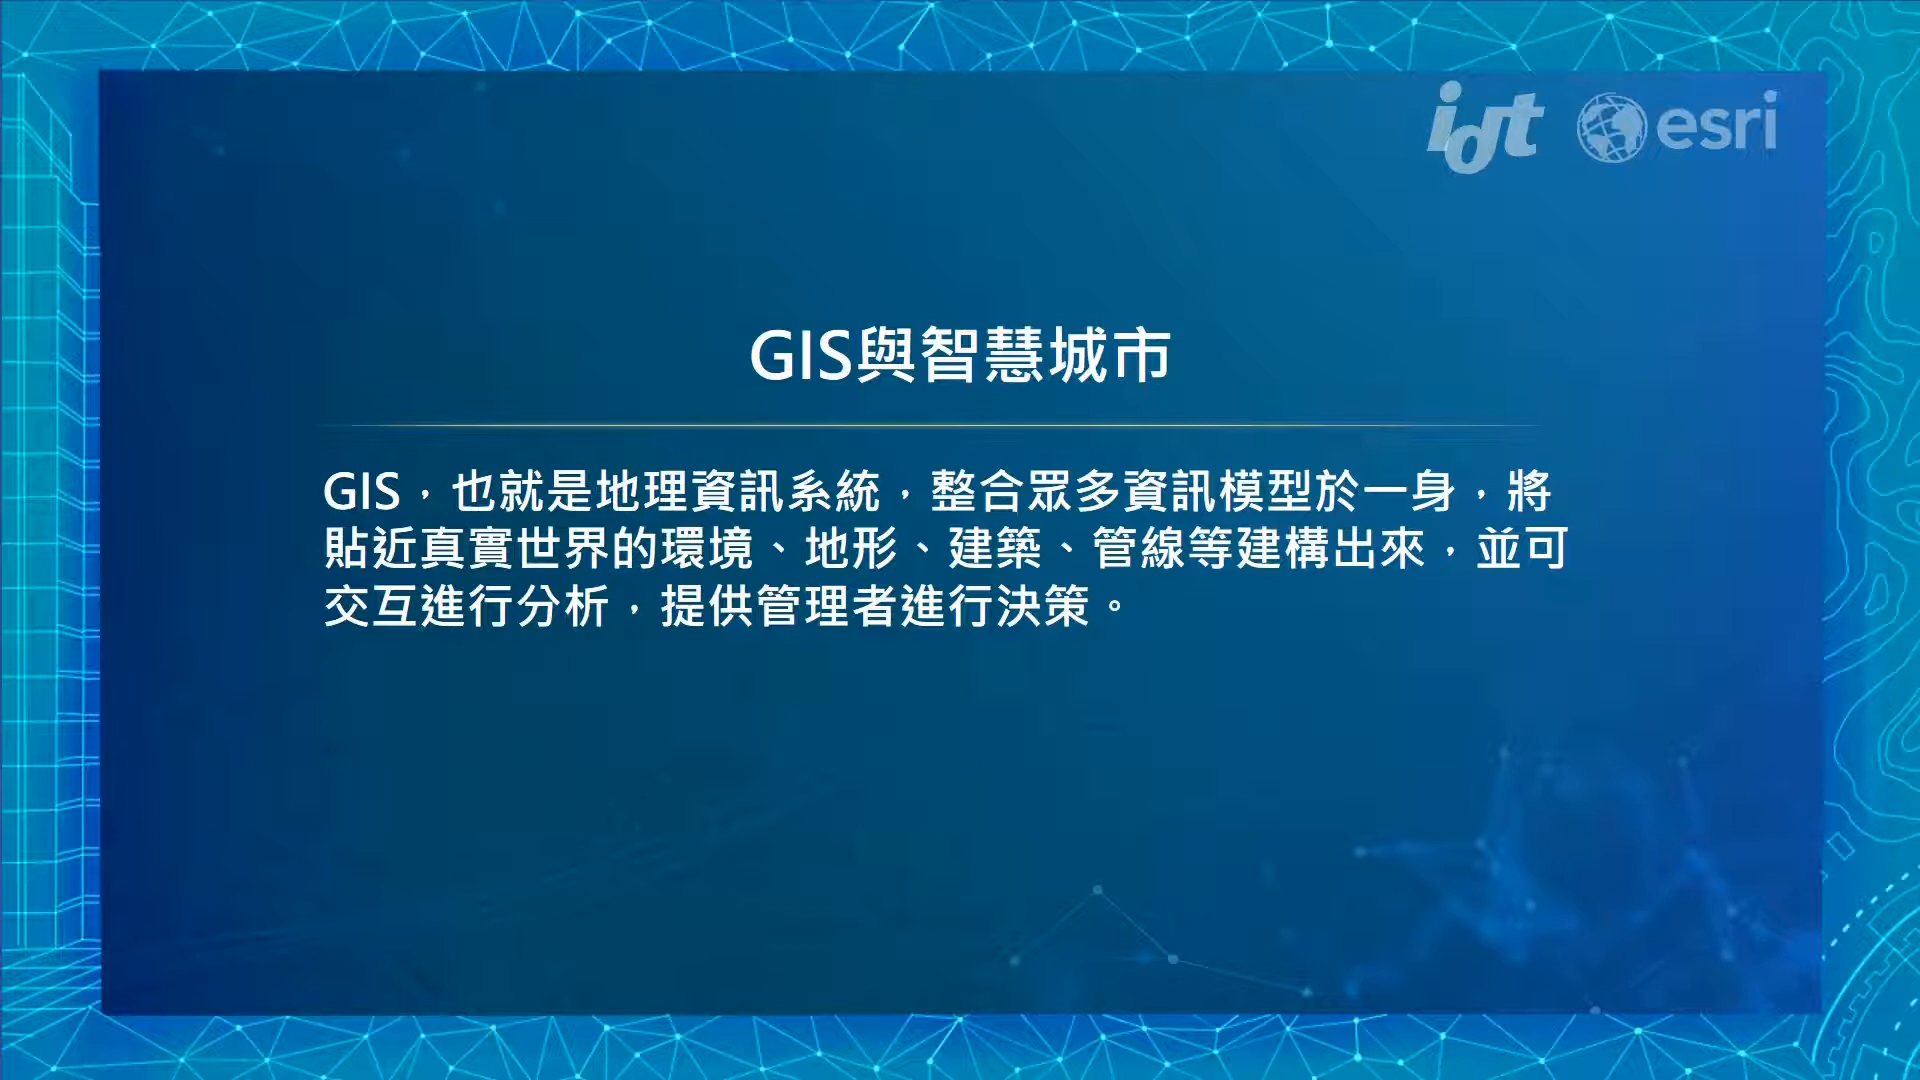 idt esri
GIS與智慧城市
GIS，也就是地理資訊系統，整合眾多資訊模型於一身，將
貼近真實世界的環境、地形、建築、管線等建構出來，並可
交互進行分析，提供管理者進行決策。